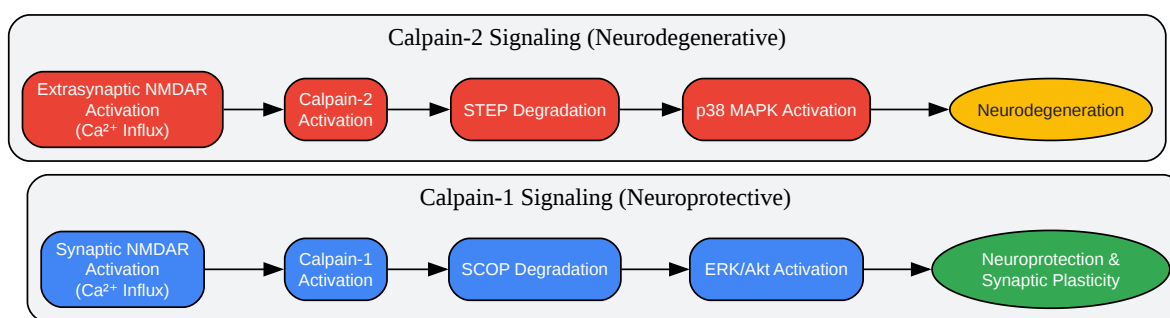 Calpain-2 Signaling (Neurodegenerative)
Extrasynaptic NMDAR
Activation
(Ca²⁺ Influx)
Calpain-2
Activation
STEP Degradation
p38 MAPK Activation
Neurodegeneration
Calpain-1 Signaling (Neuroprotective)
Synaptic NMDAR
Activation
(Ca²⁺ Influx)
Calpain-1
Activation
SCOP Degradation
ERK/Akt Activation
Neuroprotection &
Synaptic Plasticity